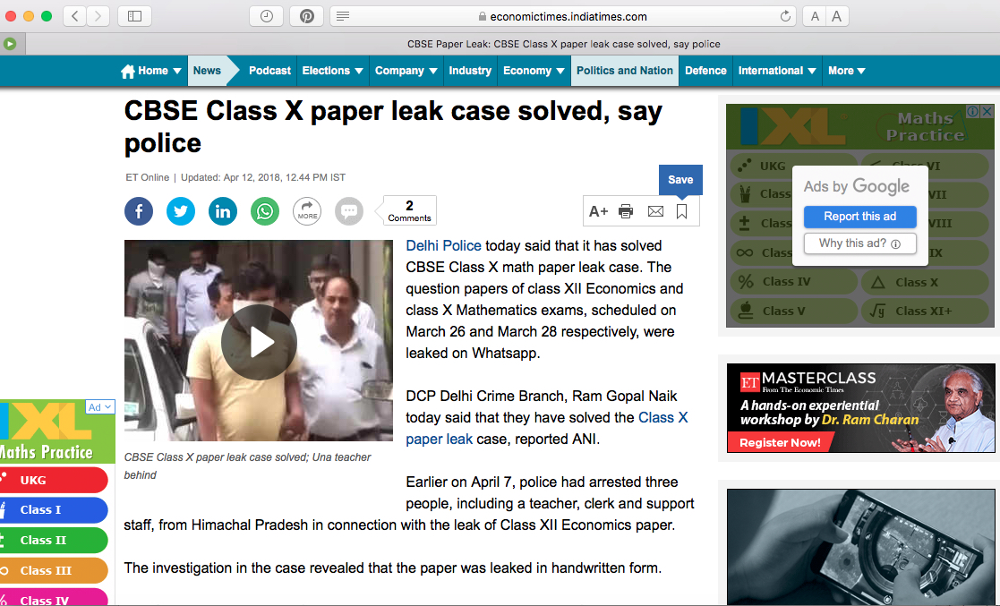 economictimes.indiatimes.com
A A
CBSE Paper Leak: CBSE Class X paper leak case solved, say police
Home News Podcast Elections Company Industry Economy Politics and Nation Defence International More
CBSE Class X paper leak case solved, say
police
ET Online | Updated: Apr 12, 2018, 12.44 PM IST
Save
MORE
2
Comments
A+
Delhi Police today said that it has solved
CBSE Class X math paper leak case. The
question papers of class XII Economics and
class X Mathematics exams, scheduled on
March 26 and March 28 respectively, were
leaked on Whatsapp.
DCP Delhi Crime Branch, Ram Gopal Naik
today said that they have solved the Class X
paper leak case, reported ANI.
CBSE Class X paper leak case solved; Una teacher
behind
Earlier on April 7, police had arrested three
people, including a teacher, clerk and support
staff, from Himachal Pradesh in connection with the leak of Class XII Economics paper.
The investigation in the case revealed that the paper was leaked in handwritten form.
Ad
XL
Maths Practice
UKG
Class I
Class II
Class III
Class IV
IXL
Maths
Practice
UKG
Class VI
Class
VII
Class
VIII
Class
IX
% Class IV
Class X
Class V
√y Class XI+
Ads by Google
Report this ad
Why this ad?
ET MASTERCLASS
From The Economic Times
A hands-on experiential
workshop by Dr. Ram Charan
Register Now!